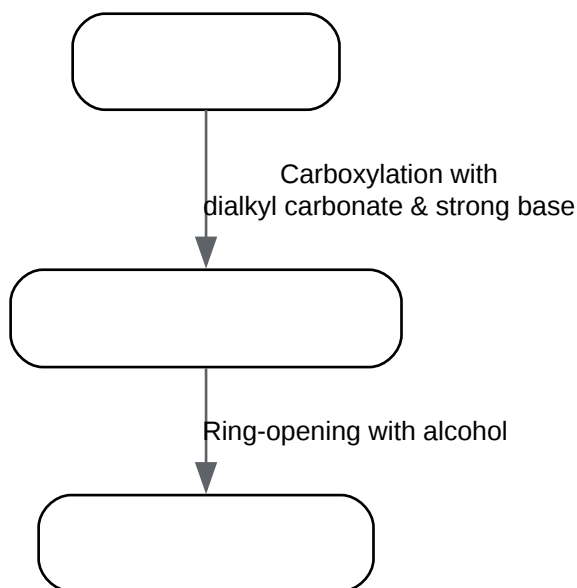 Carboxylation with
dialkyl carbonate & strong base
Ring-opening with alcohol